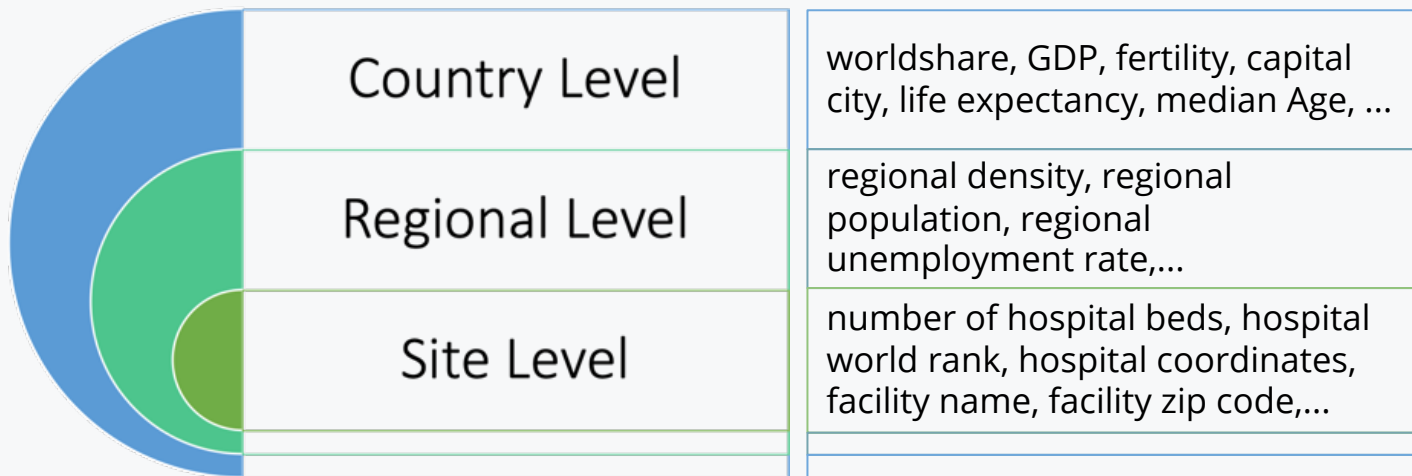 Country Level
worldshare, GDP, fertility, capital
city, life expectancy, median Age, ...
Regional Level
regional density, regional
population, regional
unemployment rate,...
Site Level
number of hospital beds, hospital
world rank, hospital coordinates,
facility name, facility zip code,...